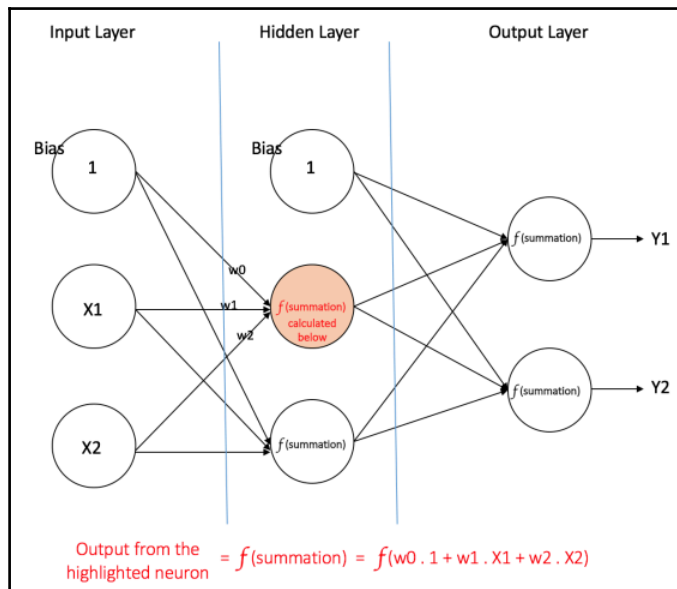 Input Layer
Hidden Layer
Output Layer
Bias
1
Bias
1
f(summation)
Y1
w0
X1
w1
f(summation)
calculated
below
w2
f(summation)
Y2
X2
f(summation)
Output from the
highlighted neuron
= f(summation) = f(w0 . 1 + w1 . X1 + w2 . X2)